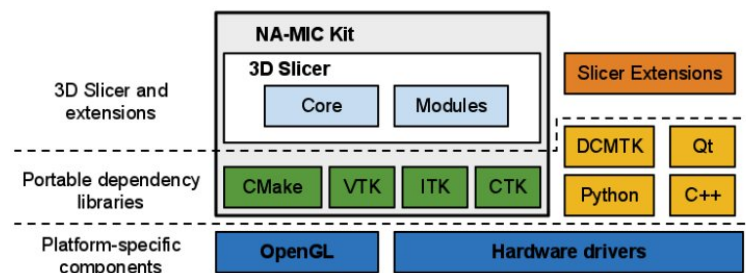 NA-MIC Kit
3D Slicer
Core
Modules
Slicer Extensions
3D Slicer and
extensions
DCMTK
Qt
Portable dependency
libraries
CMake
VTK
ITK
CTK
Python
C++
Platform-specific
components
OpenGL
Hardware drivers